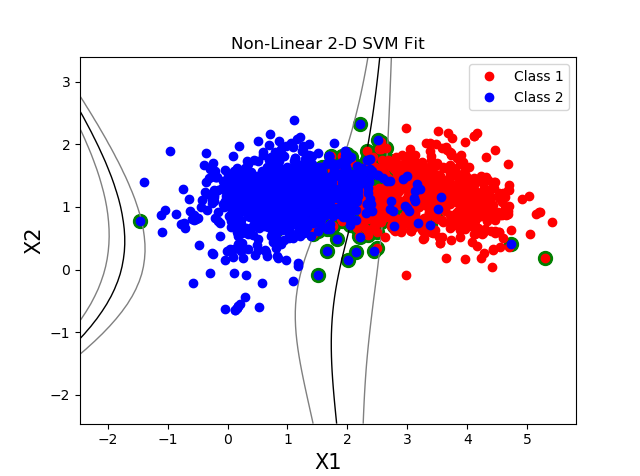 Non-Linear 2-D SVM Fit
Class 1
Class 2
3
2
1
0
−1
−2
X2
−2 −1 0 1 2 3 4 5
X1